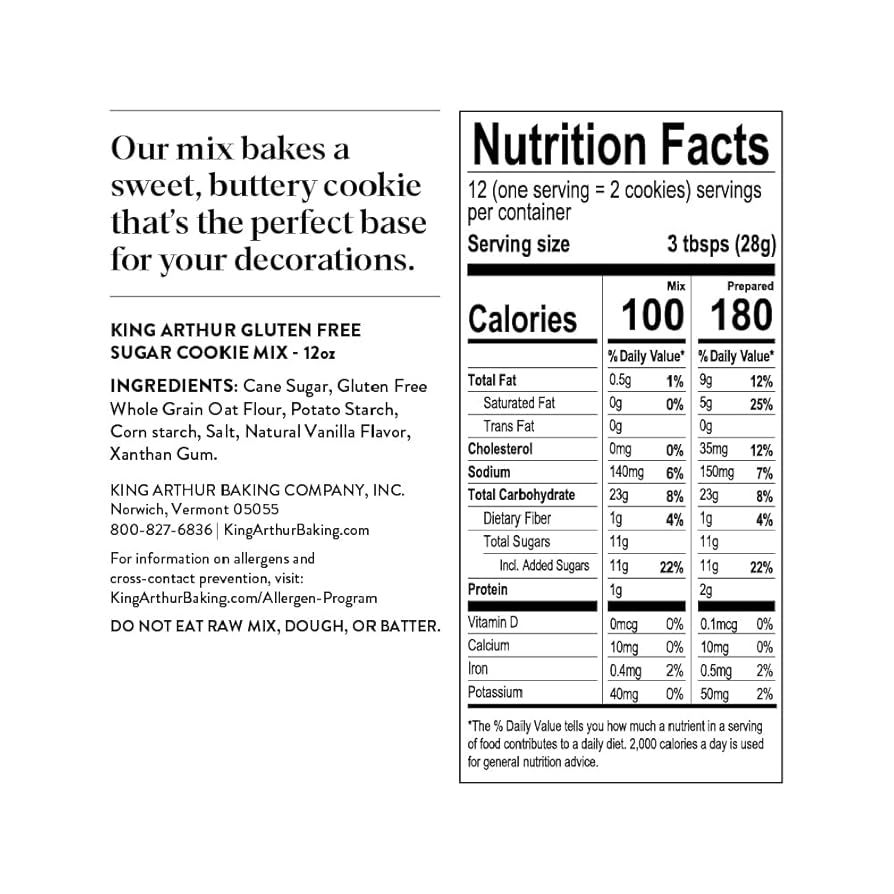 Our mix bakes a
sweet, buttery cookie
that's the perfect base
for your decorations.
KING ARTHUR GLUTEN FREE
SUGAR COOKIE MIX - 12oz
INGREDIENTS: Cane Sugar, Gluten Free
Whole Grain Oat Flour, Potato Starch,
Corn starch, Salt, Natural Vanilla Flavor,
Xanthan Gum.
KING ARTHUR BAKING COMPANY, INC.
Norwich, Vermont 05055
800-827-6836 | KingArthurBaking.com
For information on allergens and
cross-contact prevention, visit:
KingArthurBaking.com/Allergen-Program
DO NOT EAT RAW MIX, DOUGH, OR BATTER.
Nutrition Facts
12 (one serving = 2 cookies) servings
per container
Serving size 3 tbsps (28g)
Mix Prepared
Calories 100 180
% Daily Value* % Daily Value*
Total Fat 0.5g 1% 9g 12%
Saturated Fat 0g 0% 5g 25%
Trans Fat 0g 0g
Cholesterol 0mg 0% 35mg 12%
Sodium 140mg 6% 150mg 7%
Total Carbohydrate 23g 8% 23g 8%
Dietary Fiber 1g 4% 1g 4%
Total Sugars 11g 11g
Incl. Added Sugars 11g 22% 11g 22%
Protein 1g 2g
Vitamin D 0mcg 0% 0.1mcg 0%
Calcium 10mg 0% 10mg 0%
Iron 0.4mg 2% 0.5mg 2%
Potassium 40mg 0% 50mg 2%
*The % Daily Value tells you how much a nutrient in a serving
of food contributes to a daily diet. 2,000 calories a day is used
for general nutrition advice.